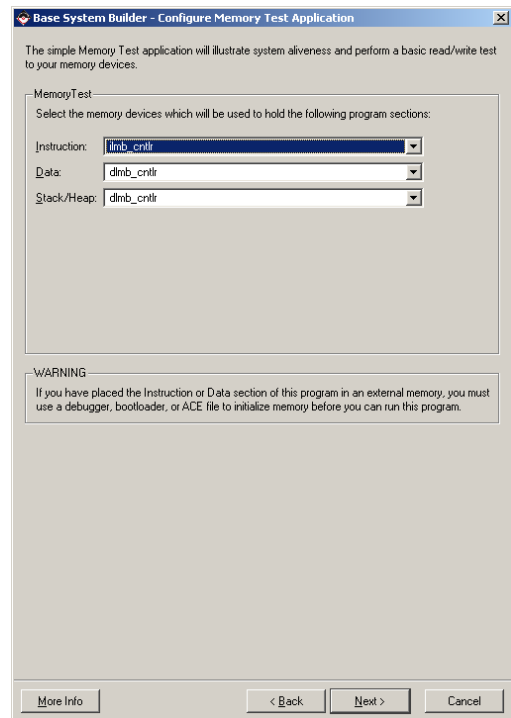 Base System Builder - Configure Memory Test Application
The simple Memory Test application will illustrate system aliveness and perform a basic read/write test
to your memory devices.
MemoryTest
Select the memory devices which will be used to hold the following program sections:
Instruction: ilmb_cntlr
Data: dlmb_cntlr
Stack/Heap: dlmb_cntlr
WARNING
If you have placed the Instruction or Data section of this program in an external memory, you must
use a debugger, bootloader, or ACE file to initialize memory before you can run this program.
More Info < Back Next > Cancel